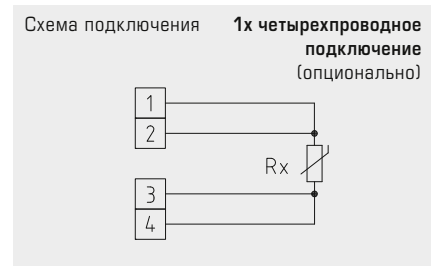 Схема подключения 1x четырехпроводное
подключение
(опционально)
1
2
Rx
3
4